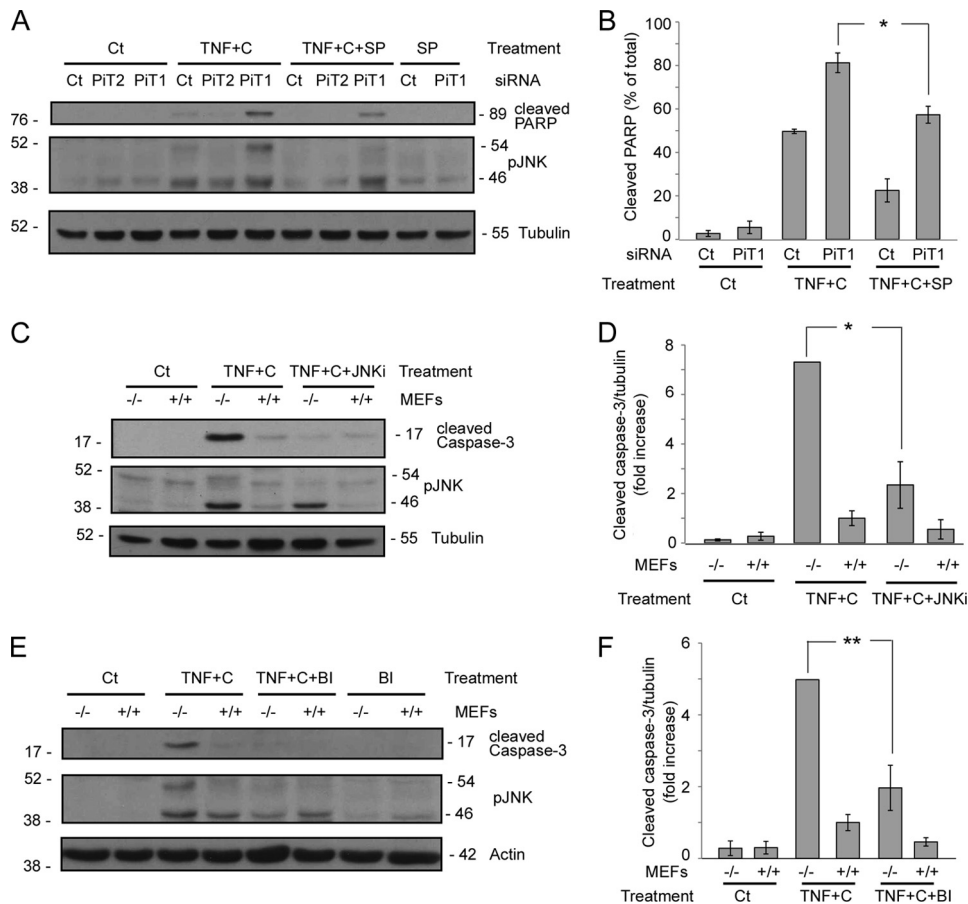 A
Ct TNF+C TNF+C+SP SP Treatment
Ct PiT2 PiT1 Ct PiT2 PiT1 Ct PiT2 PiT1 Ct PiT1 siRNA
76 - - 89 cleaved PARP
52 - - 54
pJNK
38 - - 46
52 - - 55 Tubulin
B
Cleaved PARP (% of total)
100
80
60
40
20
0
*
siRNA Ct PiT1 Ct PiT1 Ct PiT1
Treatment Ct TNF+C TNF+C+SP
C
Ct TNF+C TNF+C+JNKi Treatment
-/- +/+ -/- +/+ -/- +/+ MEFs
17 - - 17 cleaved Caspase-3
52 - - 54
pJNK
38 - - 46
52 - - 55 Tubulin
D
Cleaved caspase-3/tubulin
(fold increase)
8
6
4
2
0
*
MEFs -/- +/+ -/- +/+ -/- +/+
Treatment Ct TNF+C TNF+C+JNKi
E
Ct TNF+C TNF+C+BI BI Treatment
-/- +/+ -/- +/+ -/- +/+ -/- +/+ MEFs
17 - - 17 cleaved Caspase-3
52 - - 54
pJNK
38 - - 46
38 - - 42 Actin
F
Cleaved caspase-3/tubulin
(fold increase)
6
4
2
0
**
MEFs -/- +/+ -/- +/+ -/- +/+
Treatment Ct TNF+C TNF+C+BI